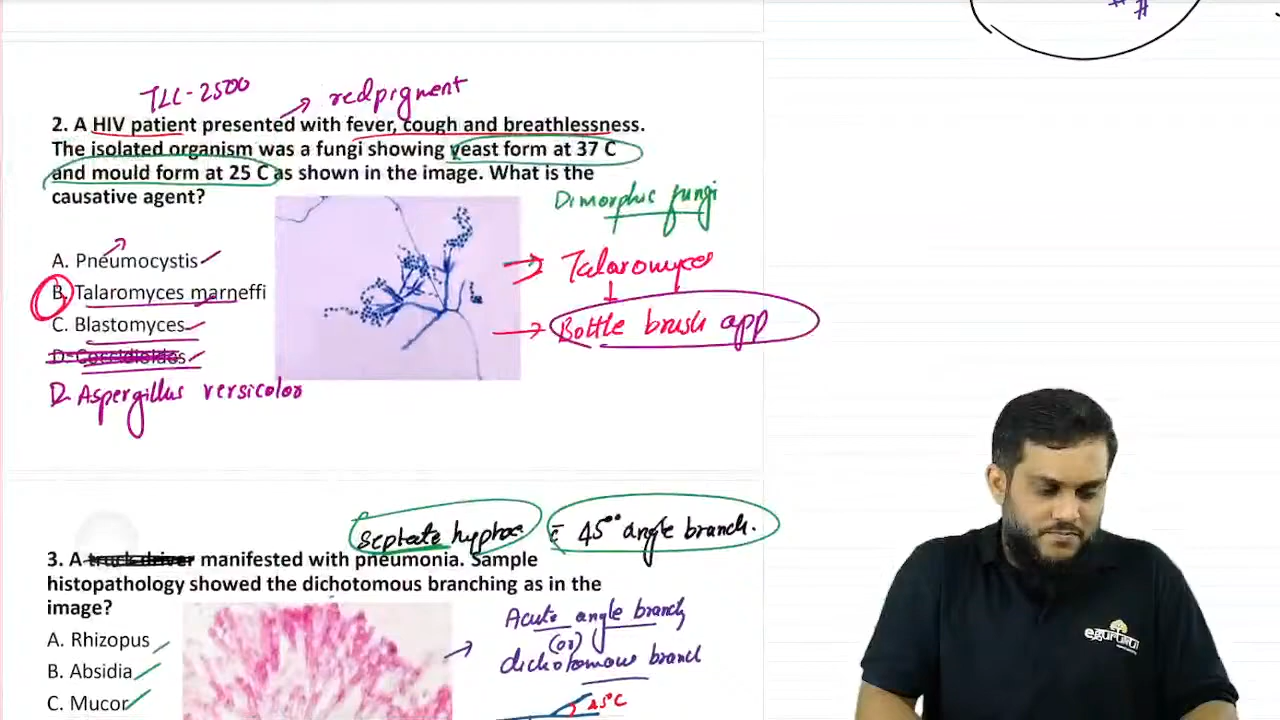 TLC-2500
redpigment
2. A HIV patient presented with fever, cough and breathlessness.
The isolated organism was a fungi showing yeast form at 37 C
and mould form at 25 C as shown in the image. What is the
causative agent?
Dimorphic fungi
A. Pneumocystis
B. Talaromyces marneffi
C. Blastomyces
D. Coccidioides
D. Aspergillus versicolor
Talaromyces
Bottle brush app
septate hyphae c̄ 45° angle branch.
3. A truck driver manifested with pneumonia. Sample
histopathology showed the dichotomous branching as in the
image?
A. Rhizopus
B. Absidia
C. Mucor
Acute angle branch
(or)
dichotomous branch
45°C
egurukul